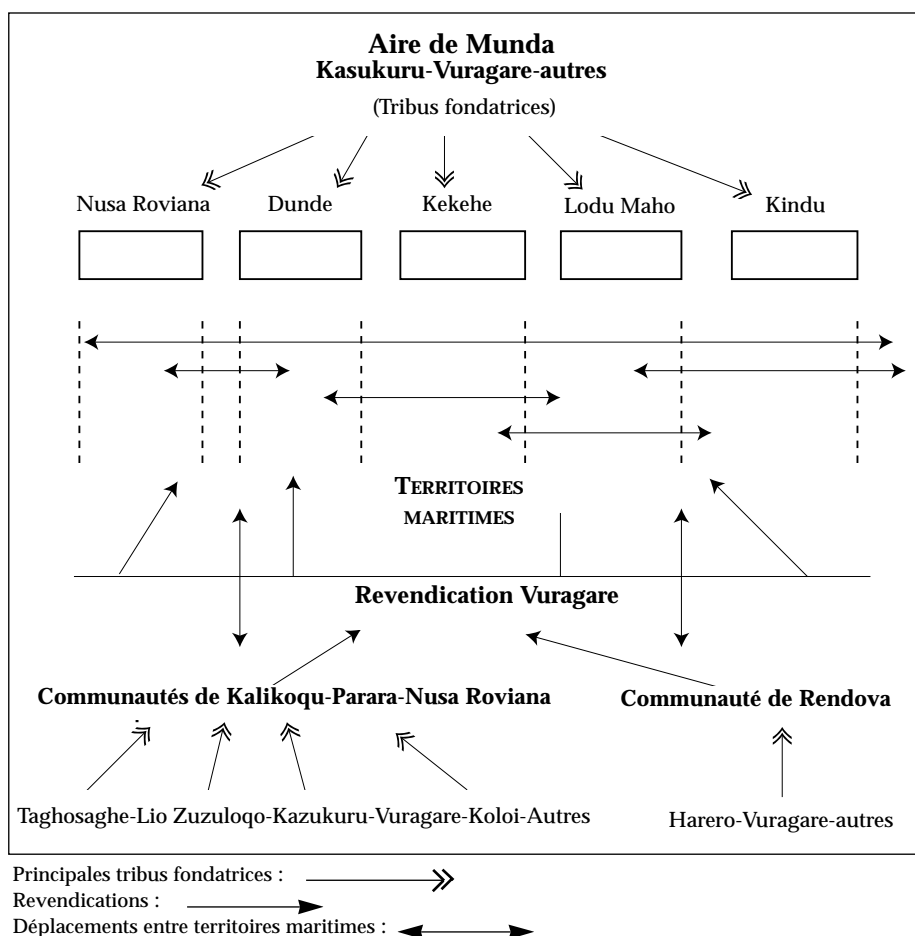 Aire de Munda
Kasukuru-Vuragare-autres
(Tribus fondatrices)
Nusa Roviana Dunde Kekehe Lodu Maho Kindu
TERRITOIRES
MARITIMES
Revendication Vuragare
Communautés de Kalikoqu-Parara-Nusa Roviana Communauté de Rendova
Taghosaghe-Lio Zuzuloqo-Kazukuru-Vuragare-Koloi-Autres Harero-Vuragare-autres
Principales tribus fondatrices :
Revendications :
Déplacements entre territoires maritimes :